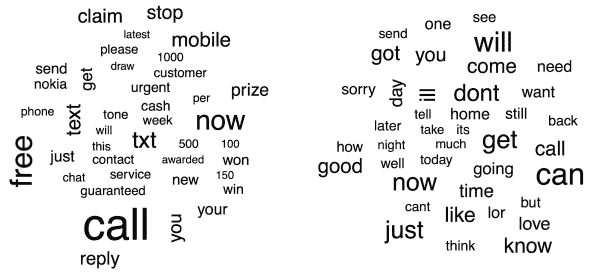 claim stop
latest
please mobile
draw 1000
send get customer
nokia urgent prize
cash per
phone text tone week now
will txt
free this 500 100
just contact awarded won
chat service new 150
guaranteed win
call you your
reply
one see
send
got you will
come need
sorry day ill dont want
tell home still
later take its back
how night much get call
good well today
now going can
time
cant but
just like lor love
think know